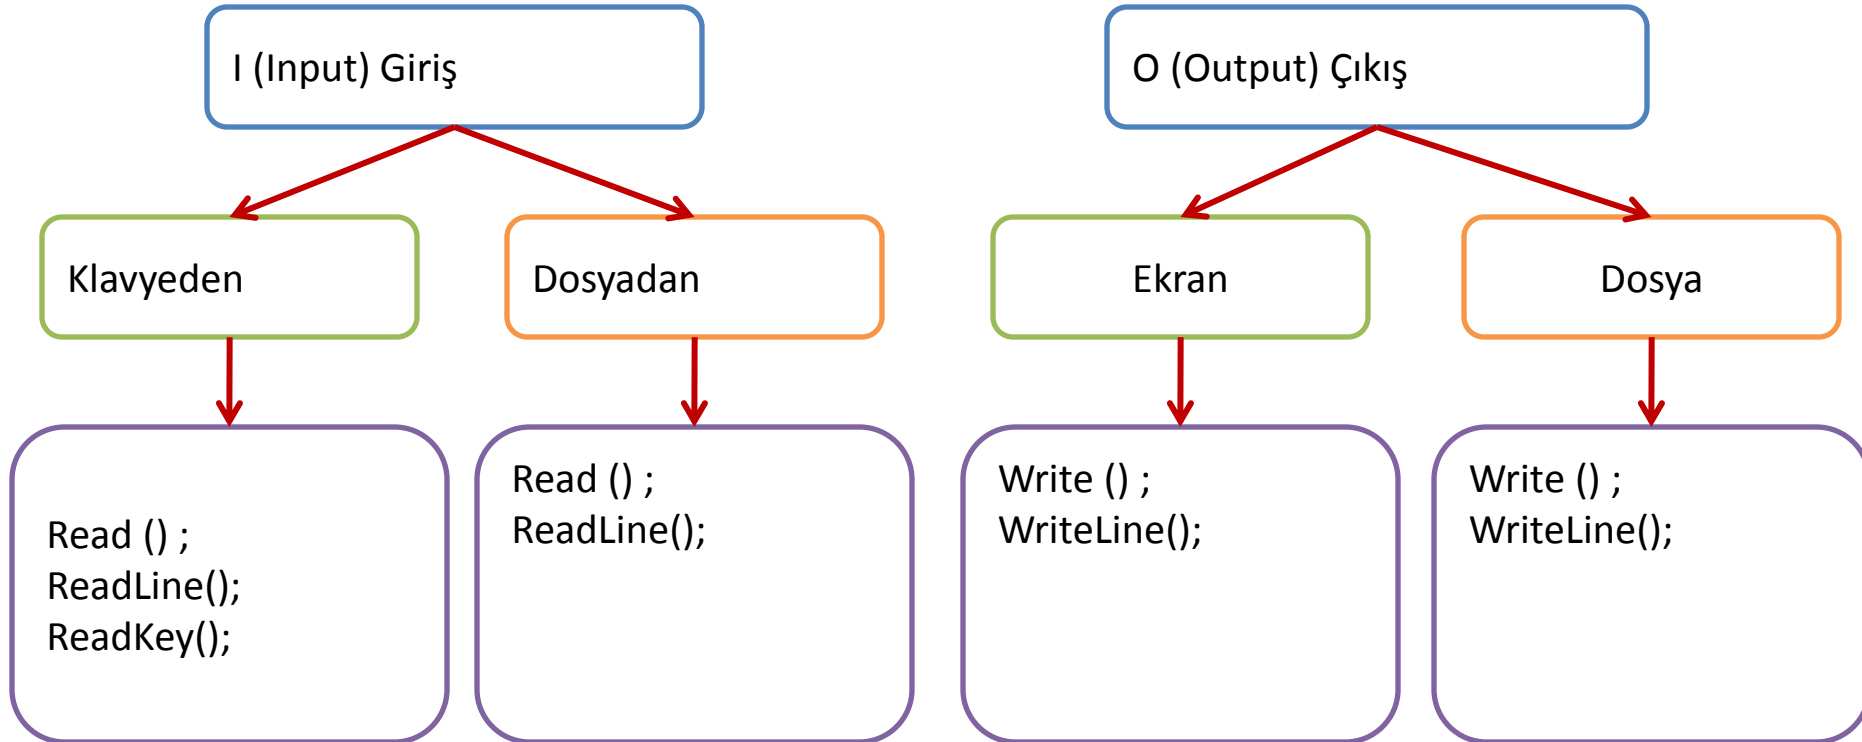 I (Input) Giriş
O (Output) Çıkış
Klavyeden
Dosyadan
Ekran
Dosya
Read () ;
ReadLine();
ReadKey();
Read () ;
ReadLine();
Write () ;
WriteLine();
Write () ;
WriteLine();